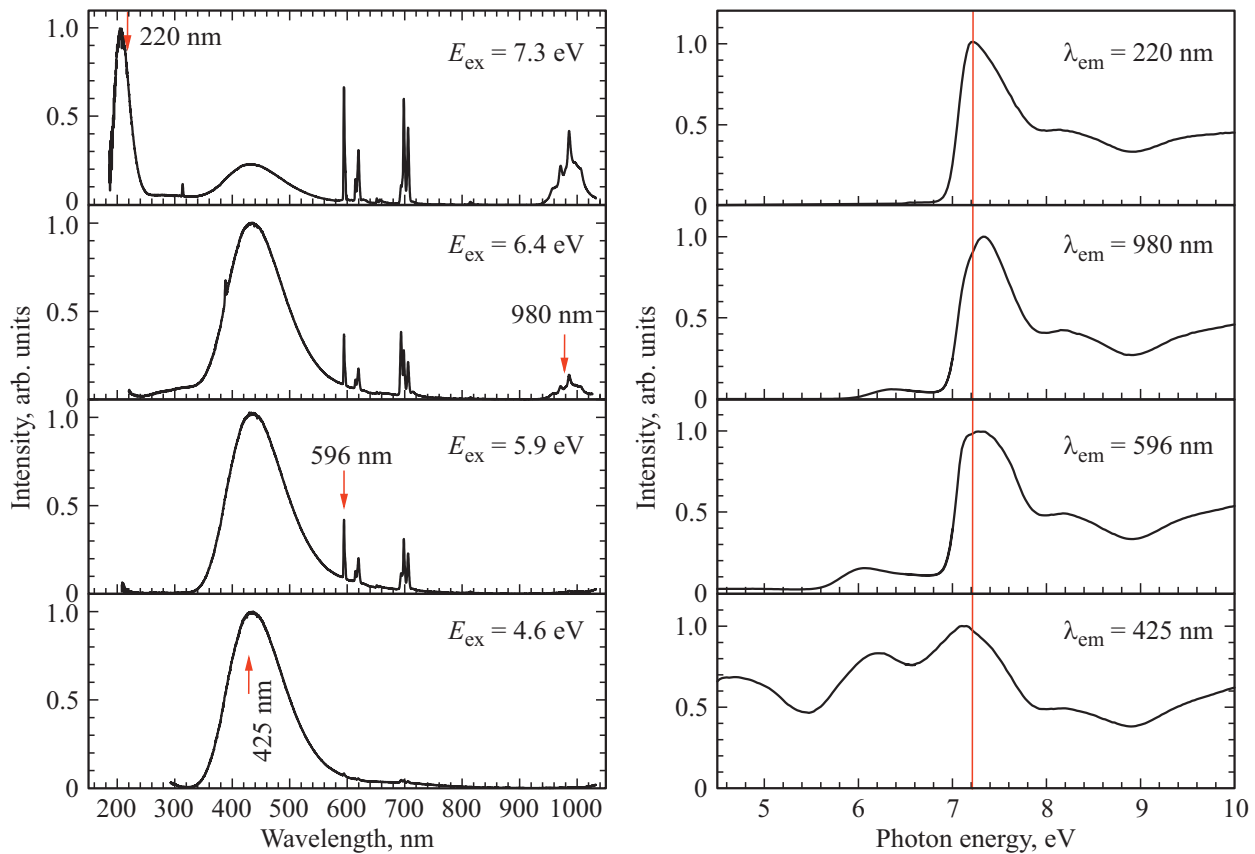 1.0
0.5
0
220 nm
E_ex = 7.3 eV
1.0
0.5
0
E_ex = 6.4 eV
980 nm
1.0
0.5
0
E_ex = 5.9 eV
596 nm
1.0
0.5
0
E_ex = 4.6 eV
425 nm
Intensity, arb. units
200 300 400 500 600 700 800 900 1000
Wavelength, nm
1.0
0.5
0
λ_em = 220 nm
1.0
0.5
0
λ_em = 980 nm
1.0
0.5
0
λ_em = 596 nm
1.0
0.5
0
λ_em = 425 nm
Intensity, arb. units
5 6 7 8 9 10
Photon energy, eV